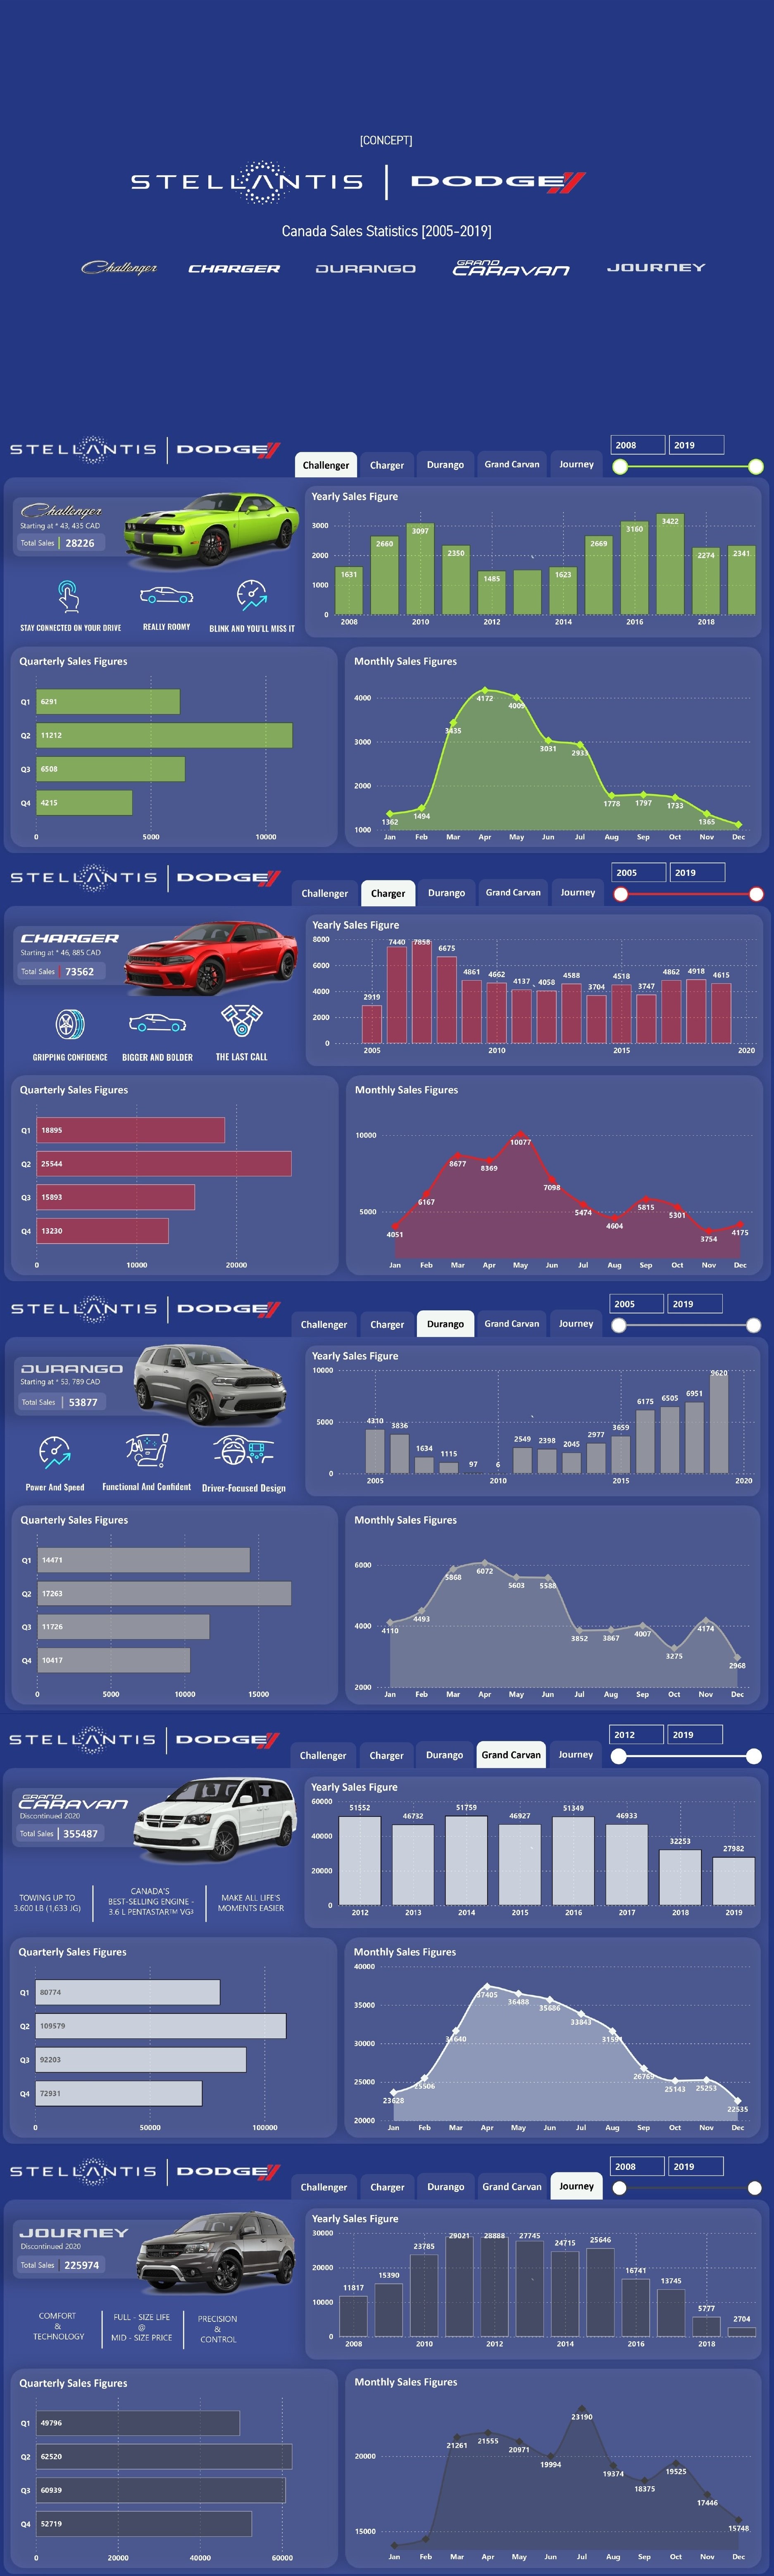 [CONCEPT]
STELLANTIS | DODGE
Canada Sales Statistics [2005-2019]
Challenger CHARGER DURANGO GRAND CARAVAN JOURNEY
STELLANTIS | DODGE
Challenger Charger Durango Grand Carvan Journey
2008 2019
Challenger
Starting at * 43, 435 CAD
Total Sales | 28226
STAY CONNECTED ON YOUR DRIVE
REALLY ROOMY
BLINK AND YOU'LL MISS IT
Yearly Sales Figure
3000
2000
1000
0
1631 2660 3097 2350 1485 1623 2669 3160 3422 2274 2341
2008 2010 2012 2014 2016 2018
Quarterly Sales Figures
Q1 6291
Q2 11212
Q3 6508
Q4 4215
0 5000 10000
Monthly Sales Figures
4000
3000
2000
1000
1362 1494 3435 4172 4009 3031 2933 1778 1797 1733 1365
Jan Feb Mar Apr May Jun Jul Aug Sep Oct Nov Dec
STELLANTIS | DODGE
Challenger Charger Durango Grand Carvan Journey
2005 2019
CHARGER
Starting at * 46, 885 CAD
Total Sales | 73562
GRIPPING CONFIDENCE
BIGGER AND BOLDER
THE LAST CALL
Yearly Sales Figure
8000
6000
4000
2000
0
2919 7440 7858 6675 4861 4662 4137 4058 4588 3704 4518 3747 4862 4918 4615
2005 2010 2015 2020
Quarterly Sales Figures
Q1 18895
Q2 25544
Q3 15893
Q4 13230
0 10000 20000
Monthly Sales Figures
10000
5000
4051 6167 8677 8369 10077 7098 5474 4604 5815 5301 3754 4175
Jan Feb Mar Apr May Jun Jul Aug Sep Oct Nov Dec
STELLANTIS | DODGE
Challenger Charger Durango Grand Carvan Journey
2005 2019
DURANGO
Starting at * 53, 789 CAD
Total Sales | 53877
Power And Speed
Functional And Confident
Driver-Focused Design
Yearly Sales Figure
10000
5000
0
4310 3836 1634 1115 97 6 2549 2398 2045 2977 3659 6175 6505 6951 9620
2005 2010 2015 2020
Quarterly Sales Figures
Q1 14471
Q2 17263
Q3 11726
Q4 10417
0 5000 10000 15000
Monthly Sales Figures
6000
4000
2000
4110 4493 5868 6072 5603 5588 3852 3867 4007 3275 4174 2968
Jan Feb Mar Apr May Jun Jul Aug Sep Oct Nov Dec
STELLANTIS | DODGE
Challenger Charger Durango Grand Carvan Journey
2012 2019
GRAND
CARAVAN
Discontinued 2020
Total Sales | 355487
TOWING UP TO
3.600 LB (1,633 JG)
CANADA'S
BEST-SELLING ENGINE -
3.6 L PENTASTAR™ VG³
MAKE ALL LIFE'S
MOMENTS EASIER
Yearly Sales Figure
60000
40000
20000
0
51552 46732 51759 46927 51349 46933 32253 27982
2012 2013 2014 2015 2016 2017 2018 2019
Quarterly Sales Figures
Q1 80774
Q2 109579
Q3 92203
Q4 72931
0 50000 100000
Monthly Sales Figures
40000
35000
30000
25000
20000
23628 25506 31640 37405 36488 35686 33843 31591 26769 25143 25253 22535
Jan Feb Mar Apr May Jun Jul Aug Sep Oct Nov Dec
STELLANTIS | DODGE
Challenger Charger Durango Grand Carvan Journey
2008 2019
JOURNEY
Discontinued 2020
Total Sales | 225974
COMFORT
&
TECHNOLOGY
FULL - SIZE LIFE
@
MID - SIZE PRICE
PRECISION
&
CONTROL
Yearly Sales Figure
30000
20000
10000
0
11817 15390 23785 29021 28888 27745 24715 25646 16741 13745 5777 2704
2008 2010 2012 2014 2016 2018
Quarterly Sales Figures
Q1 49796
Q2 62520
Q3 60939
Q4 52719
0 20000 40000 60000
Monthly Sales Figures
20000
15000
21261 21555 20971 19994 23190 19374 18375 19525 17446 15748
Jan Feb Mar Apr May Jun Jul Aug Sep Oct Nov Dec